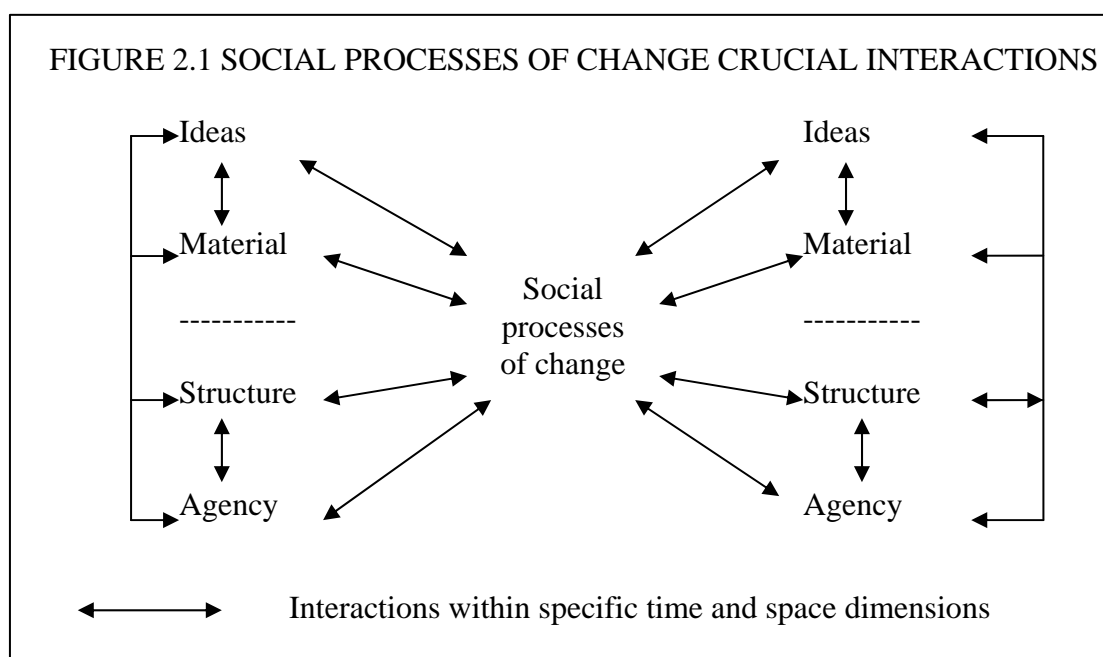 FIGURE 2.1 SOCIAL PROCESSES OF CHANGE CRUCIAL INTERACTIONS
Ideas
Material
-----------
Structure
Agency
Social
processes
of change
Ideas
Material
-----------
Structure
Agency
Interactions within specific time and space dimensions